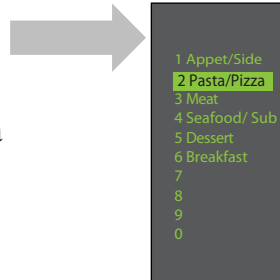 1 Appet/Side
2 Pasta/Pizza
3 Meat
4 Seafood/ Sub
5 Dessert
6 Breakfast
7
8
9
0